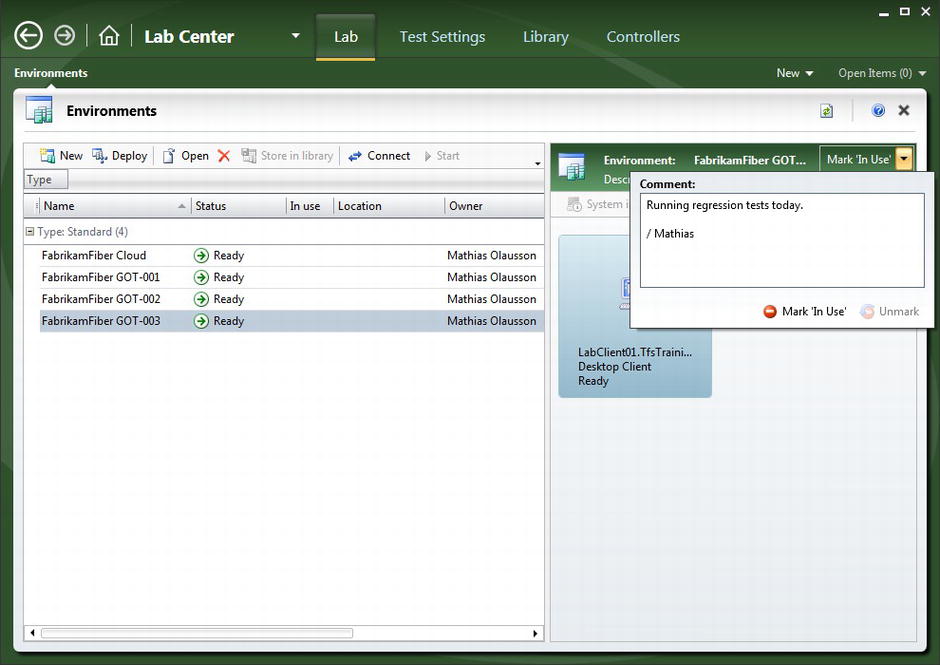 Lab Center
Lab
Test Settings
Library
Controllers
Environments
New
Open Items (0)
Environments
New
Deploy
Open
Store in library
Connect
Start
Type
Name
Status
In use
Location
Owner
Type: Standard (4)
FabrikamFiber Cloud Ready Mathias Olausson
FabrikamFiber GOT-001 Ready Mathias Olausson
FabrikamFiber GOT-002 Ready Mathias Olausson
FabrikamFiber GOT-003 Ready Mathias Olausson
Environment: FabrikamFiber GOT...
Mark 'In Use'
Comment:
Running regression tests today.
/ Mathias
Mark 'In Use'
Unmark
System
LabClient01.TfsTraini...
Desktop Client
Ready